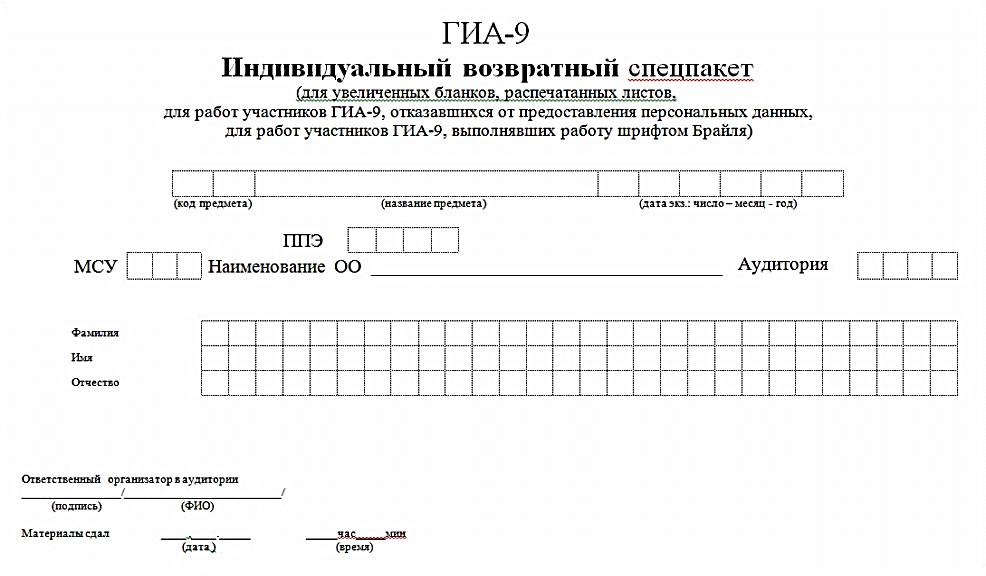 ГИА-9
Индивидуальный возвратный спецпакет
(для увеличенных бланков, распечатанных листов,
для работ участников ГИА-9, отказавшихся от предоставления персональных данных,
для работ участников ГИА-9, выполнявших работу шрифтом Брайля)
(код предмета) (название предмета) (дата экз.: число – месяц - год)
ППЭ
МСУ Наименование ОО Аудитория
Фамилия
Имя
Отчество
Ответственный организатор в аудитории
(подпись) (ФИО)
Материалы сдал час мин
(дата) (время)